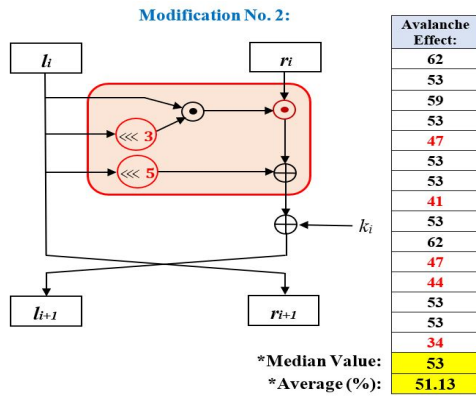 Modification No. 2:
Avalanche
Effect:
li
ri
62
53
59
53
47
53
53
41
53
62
47
44
53
53
34
<<< 3
<<< 5
ki
li+1
ri+1
*Median Value: 53
*Average (%): 51.13